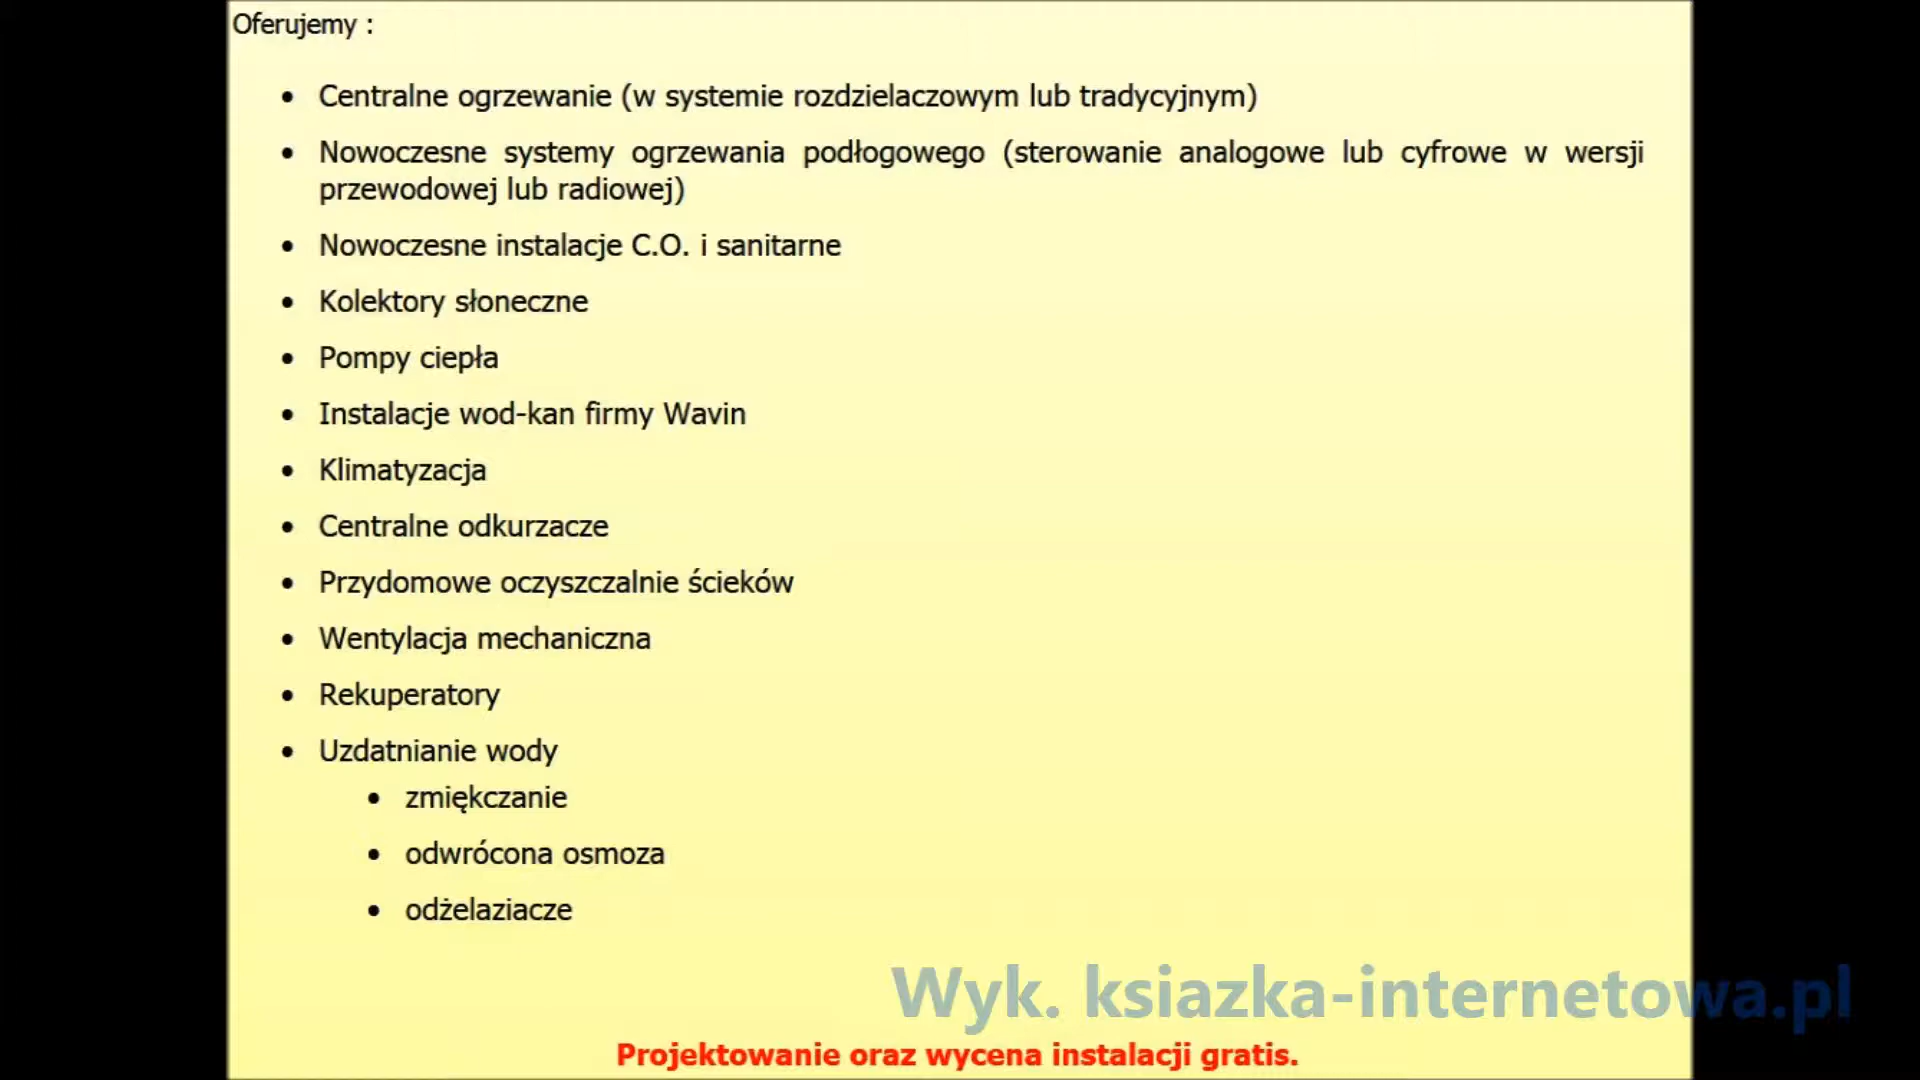 Oferujemy :
• Centralne ogrzewanie (w systemie rozdzielaczowym lub tradycyjnym)
• Nowoczesne systemy ogrzewania podłogowego (sterowanie analogowe lub cyfrowe w wersji
przewodowej lub radiowej)
• Nowoczesne instalacje C.O. i sanitarne
• Kolektory słoneczne
• Pompy ciepła
• Instalacje wod-kan firmy Wavin
• Klimatyzacja
• Centralne odkurzacze
• Przydomowe oczyszczalnie ścieków
• Wentylacja mechaniczna
• Rekuperatory
• Uzdatnianie wody
• zmiękczanie
• odwrócona osmoza
• odżelaziacze
Wyk. ksiazka-internetowa.pl
Projektowanie oraz wycena instalacji gratis.